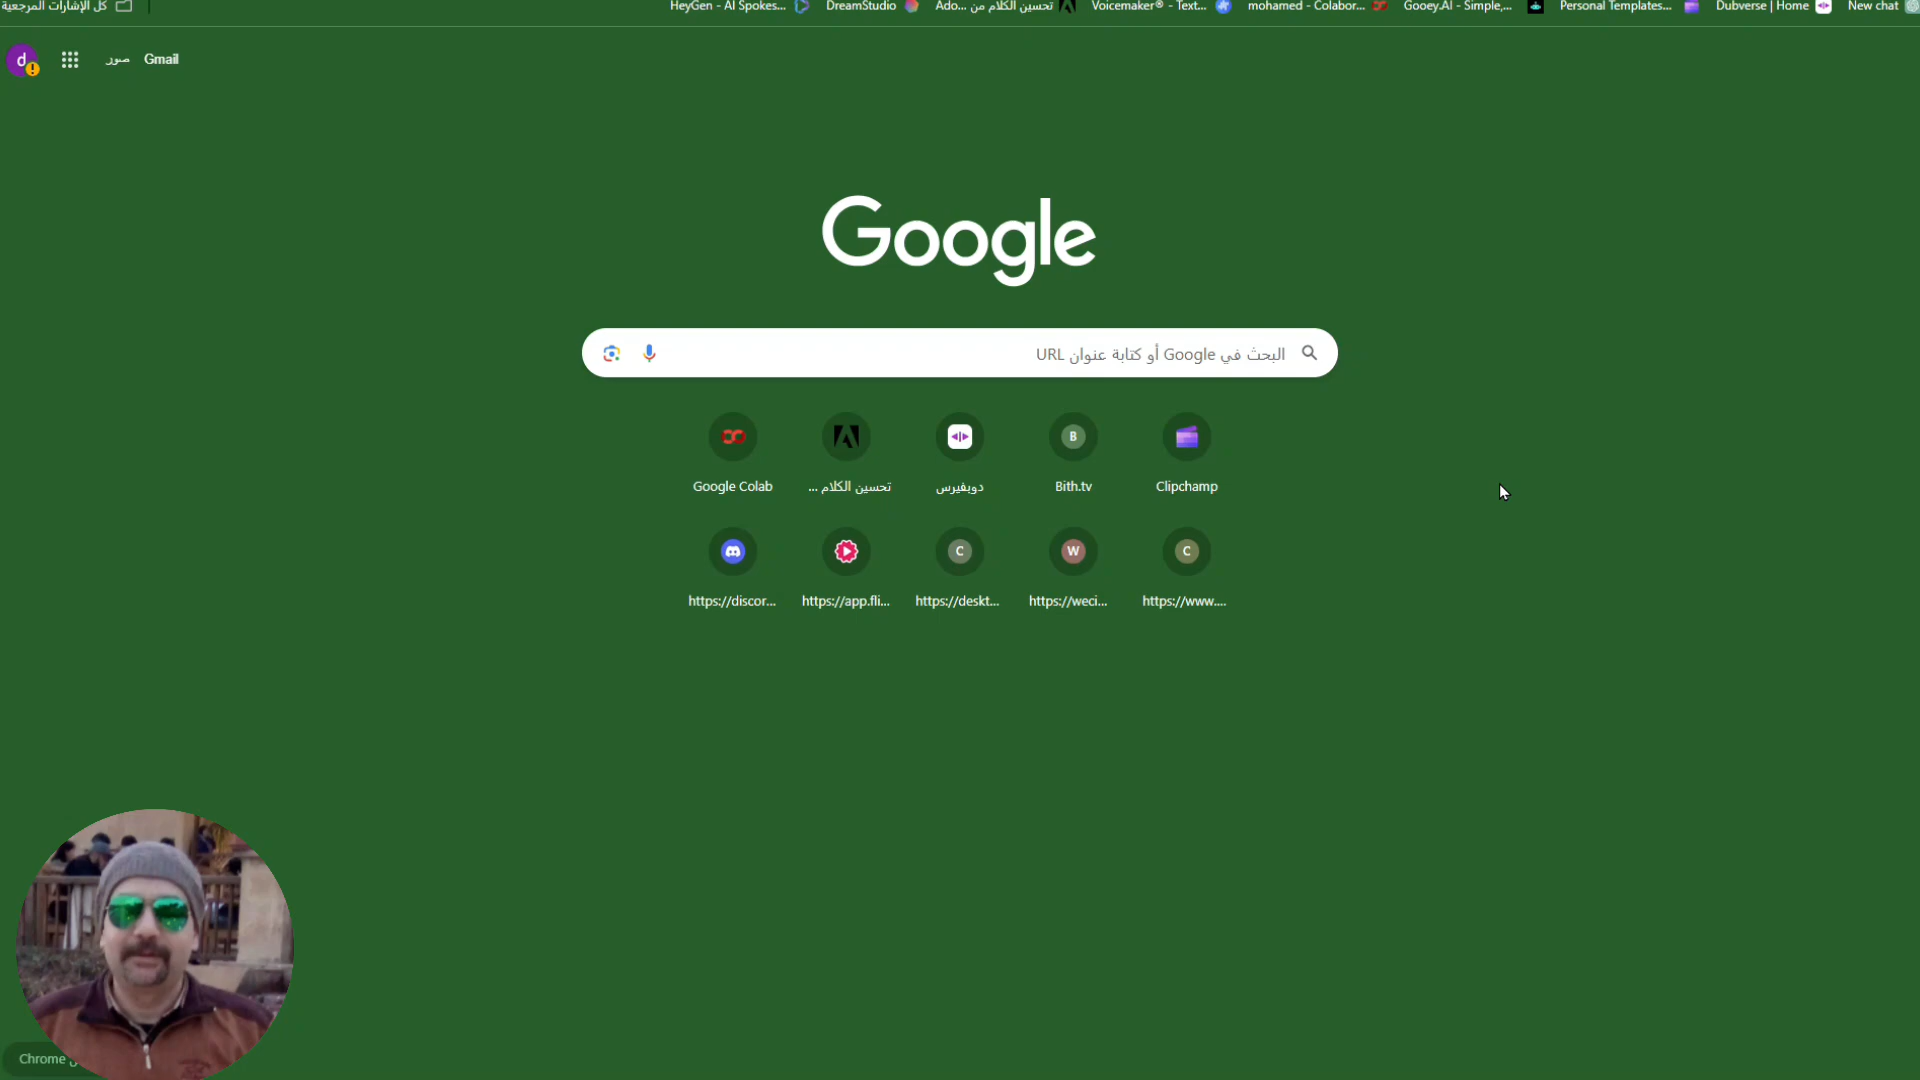 كل الإشارات المرجعية
HeyGen - AI Spokes...
DreamStudio
تحسين الكلام من Ado...
Voicemaker® - Text...
mohamed - Colabor...
Gooey.AI - Simple,...
Personal Templates...
Dubverse | Home
New chat
d
صور
Gmail
Google
البحث في Google أو كتابة عنوان URL
Google Colab
تحسين الكلام ...
دوبفيرس
B
Bith.tv
Clipchamp
https://discor...
https://app.fli...
C
https://deskt...
W
https://weci...
C
https://www....
Chrome